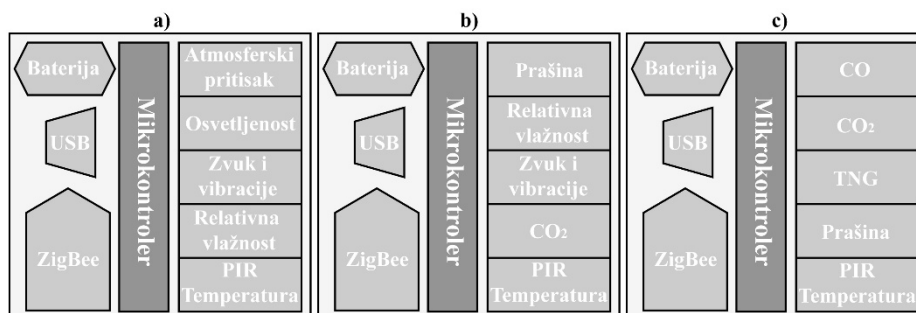 a)
Baterija
USB
ZigBee
Mikrokontroler
Atmosferski
pritisak
Osvetljenost
Zvuk i
vibracije
Relativna
vlažnost
PIR
Temperatura
b)
Baterija
USB
ZigBee
Mikrokontroler
Prašina
Relativna
vlažnost
Zvuk i
vibracije
CO₂
PIR
Temperatura
c)
Baterija
USB
ZigBee
Mikrokontroler
CO
CO₂
TNG
Prašina
PIR
Temperatura